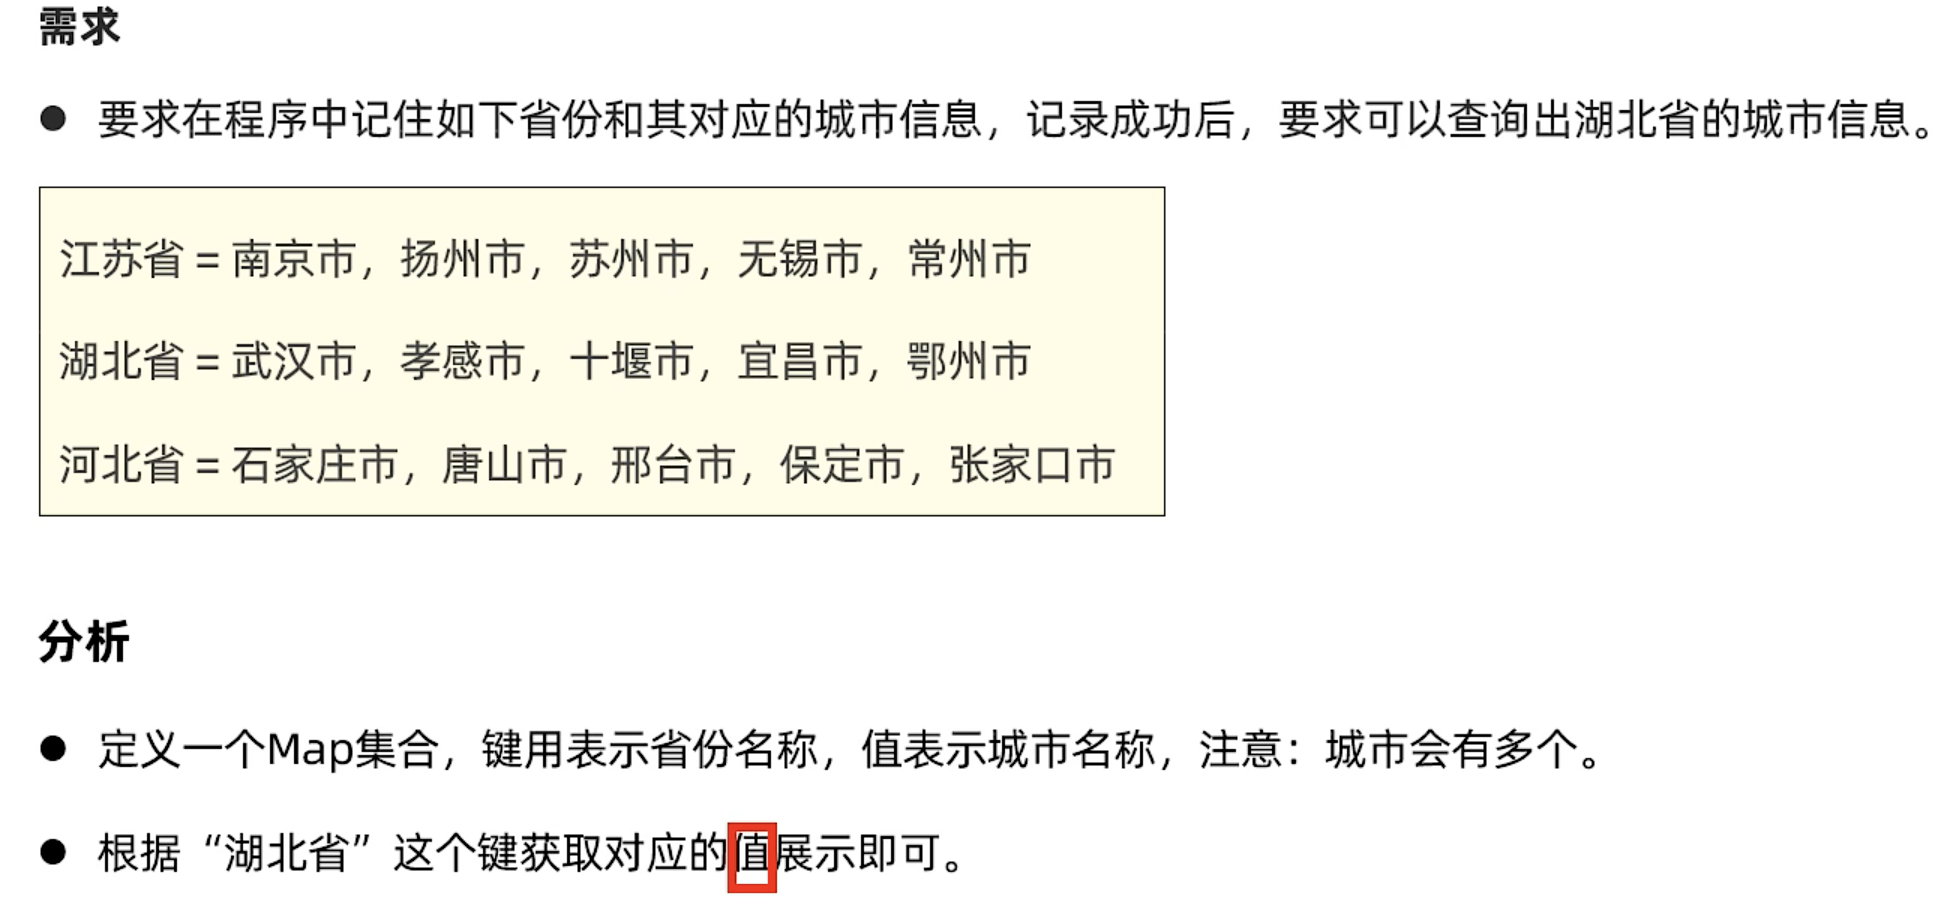 需求
● 要求在程序中记住如下省份和其对应的城市信息，记录成功后，要求可以查询出湖北省的城市信息。
江苏省 = 南京市，扬州市，苏州市，无锡市，常州市
湖北省 = 武汉市，孝感市，十堰市，宜昌市，鄂州市
河北省 = 石家庄市，唐山市，邢台市，保定市，张家口市
分析
● 定义一个Map集合，键用表示省份名称，值表示城市名称，注意：城市会有多个。
● 根据“湖北省”这个键获取对应的值展示即可。